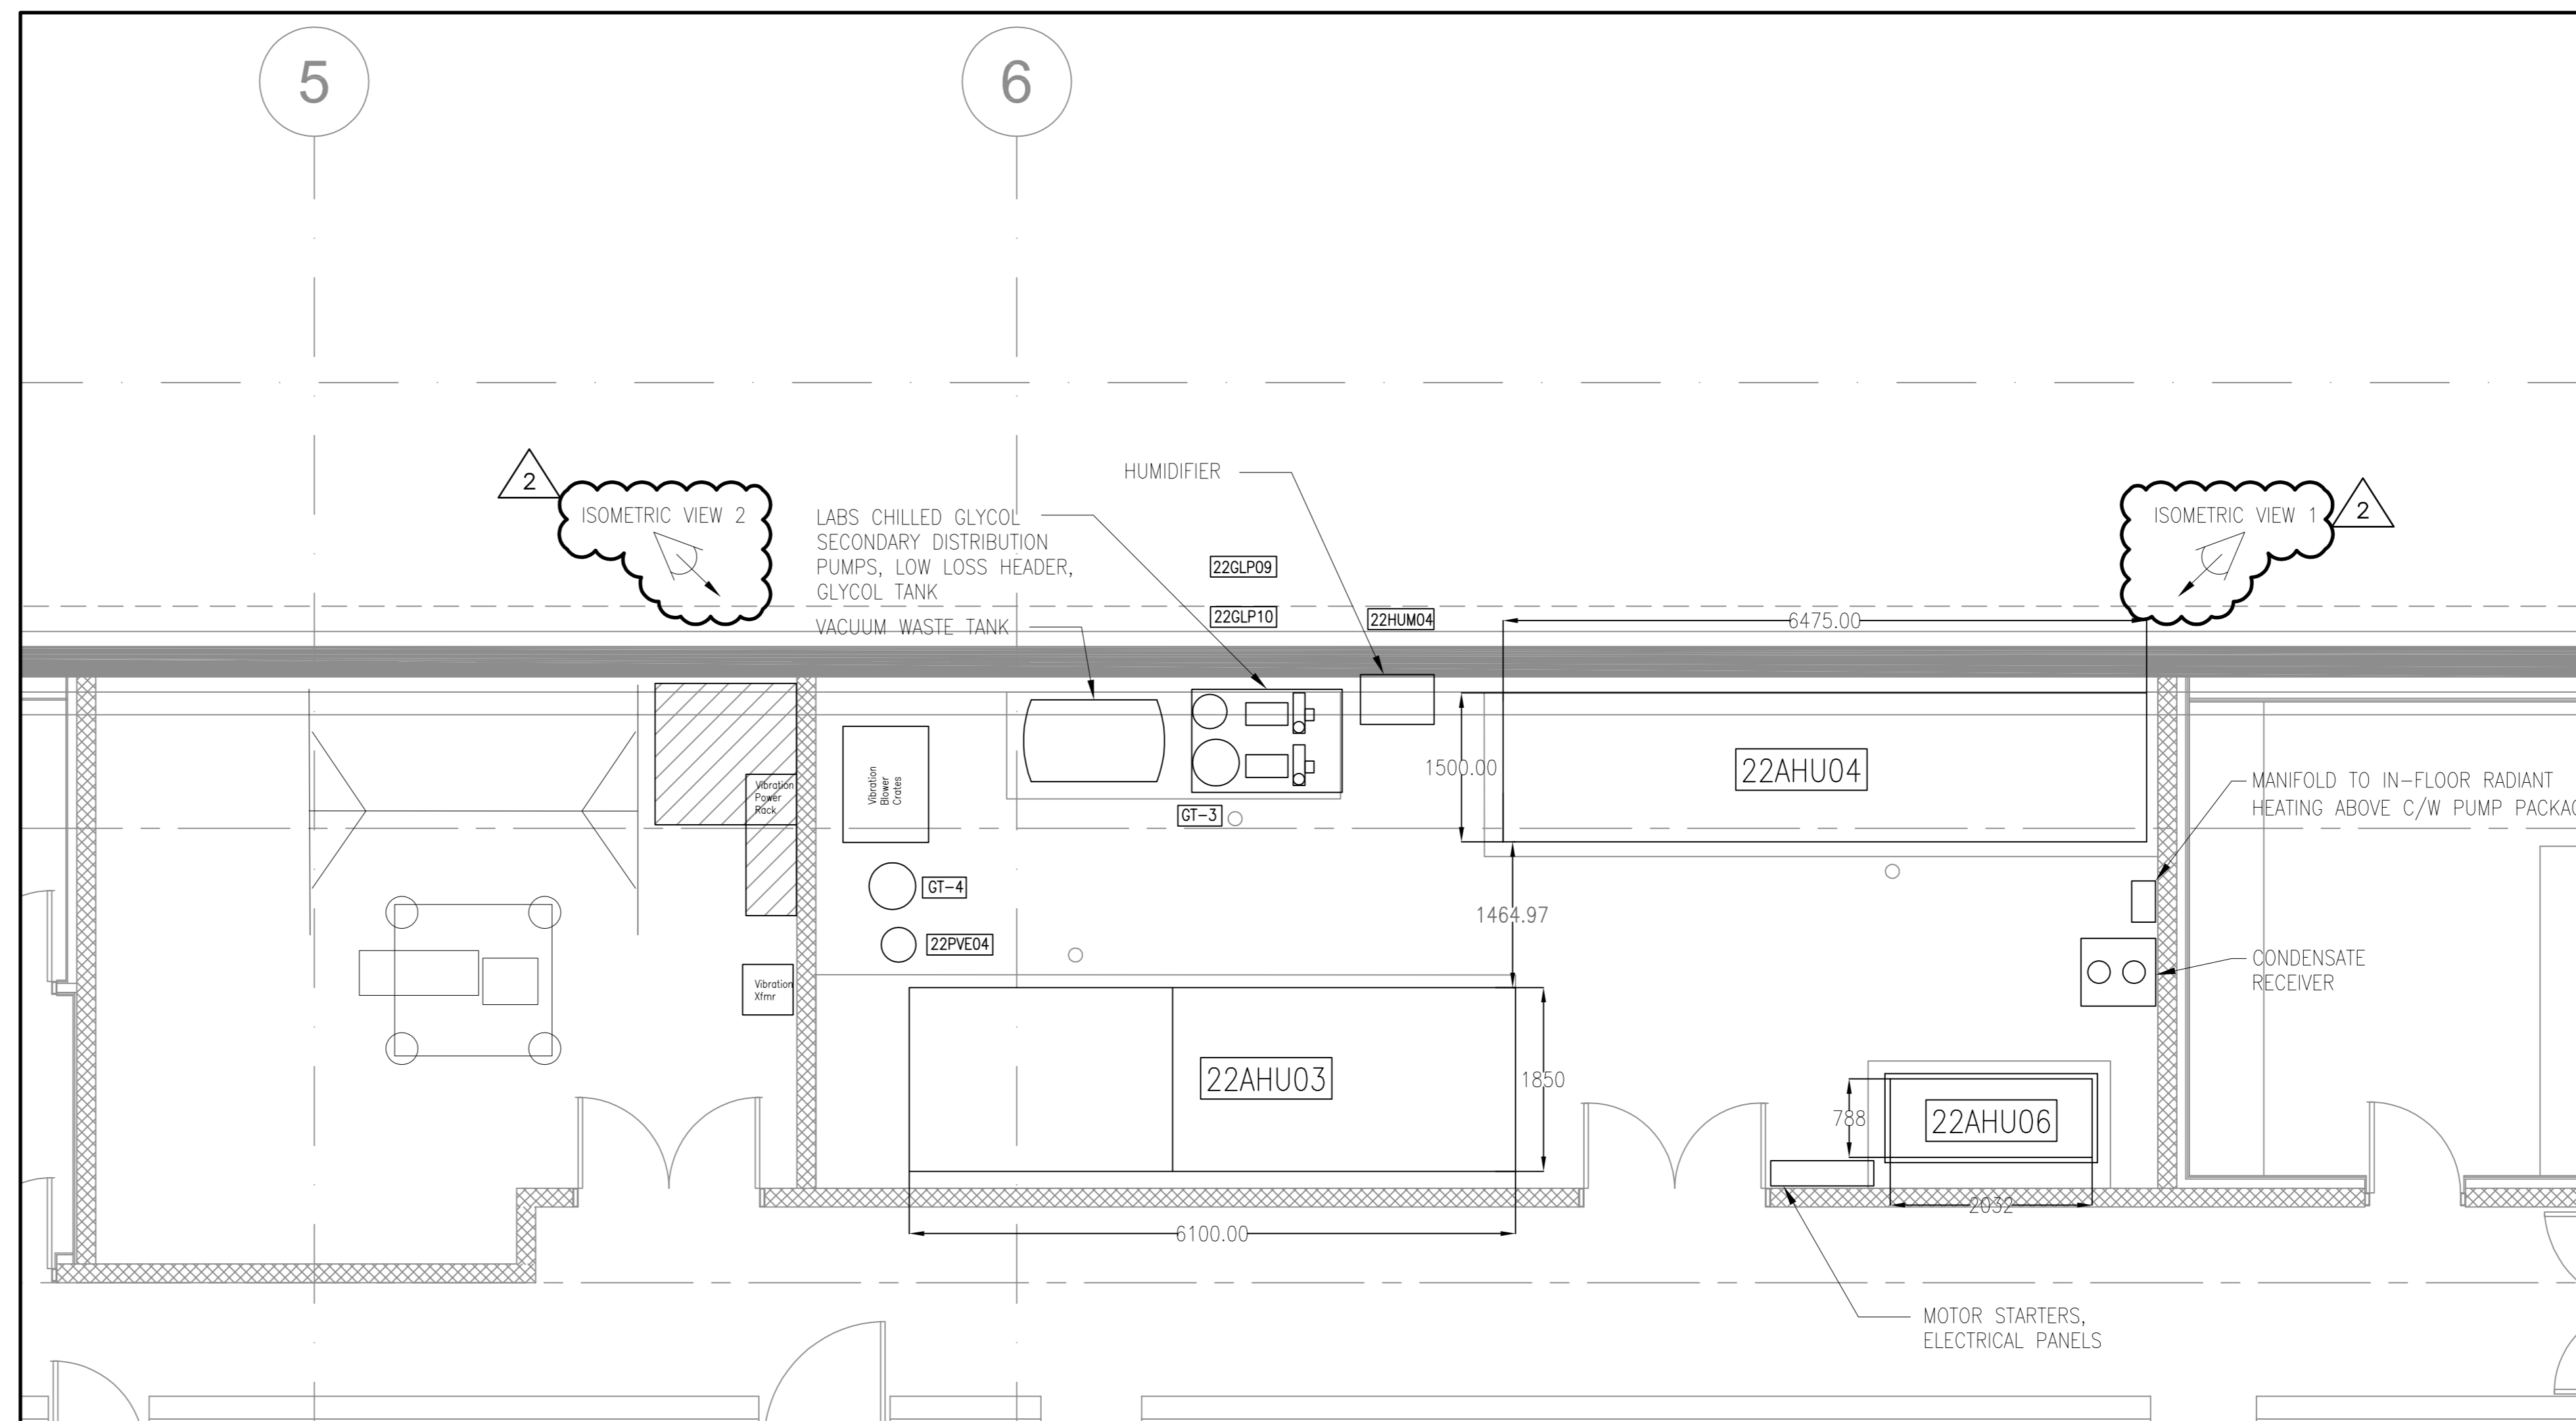 5
6
HUMIDIFIER
2
ISOMETRIC VIEW 2
LABS CHILLED GLYCOL
SECONDARY DISTRIBUTION
PUMPS, LOW LOSS HEADER,
GLYCOL TANK
VACUUM WASTE TANK
22GLP09
22GLP10
22HUM04
ISOMETRIC VIEW 1
2
6475.00
1500.00
22AHU04
MANIFOLD TO IN-FLOOR RADIANT
HEATING ABOVE C/W PUMP
Vibration
Power
Rack
Vibration
Blower
Crates
GT-3
GT-4
22PVE04
1464.97
CONDENSATE
RECEIVER
Vibration
Xfmr
22AHU03
1850
788
22AHU06
2032
6100.00
MOTOR STARTERS,
ELECTRICAL PANELS